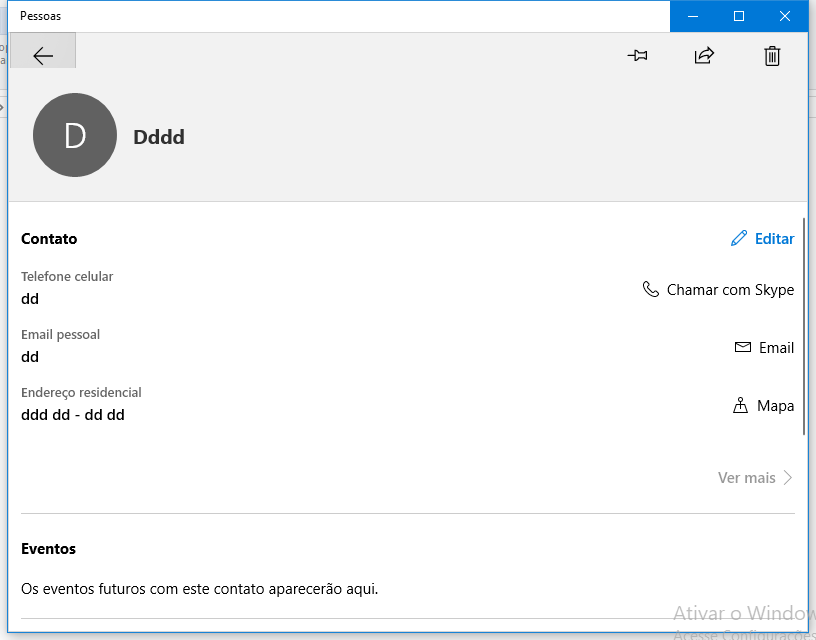 Pessoas
D
Dddd
Contato
Editar
Telefone celular
dd
Chamar com Skype
Email pessoal
dd
Email
Endereço residencial
ddd dd - dd dd
Mapa
Ver mais
Eventos
Os eventos futuros com este contato aparecerão aqui.
Ativar o Window
Acesse Configurações